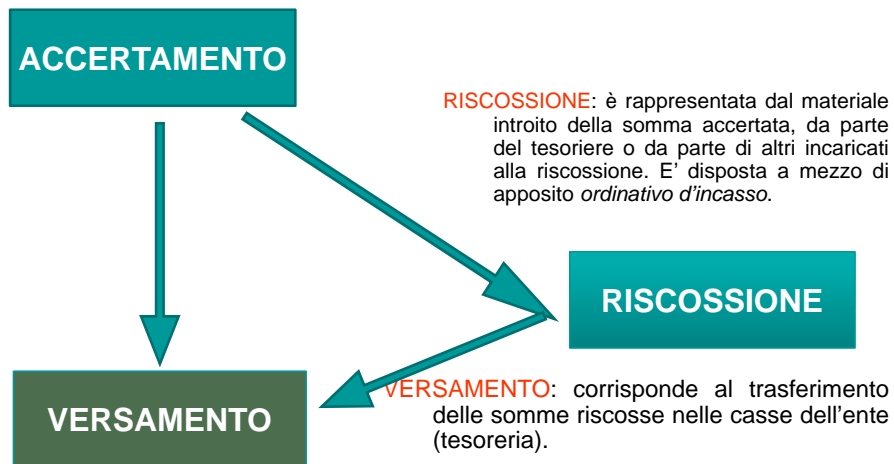 ACCERTAMENTO
RISCOSSIONE: è rappresentata dal materiale
introito della somma accertata, da parte
del tesoriere o da parte di altri incaricati
alla riscossione. E' disposta a mezzo di
apposito ordinativo d'incasso.
RISCOSSIONE
VERSAMENTO
VERSAMENTO: corrisponde al trasferimento
delle somme riscosse nelle casse dell'ente
(tesoreria).